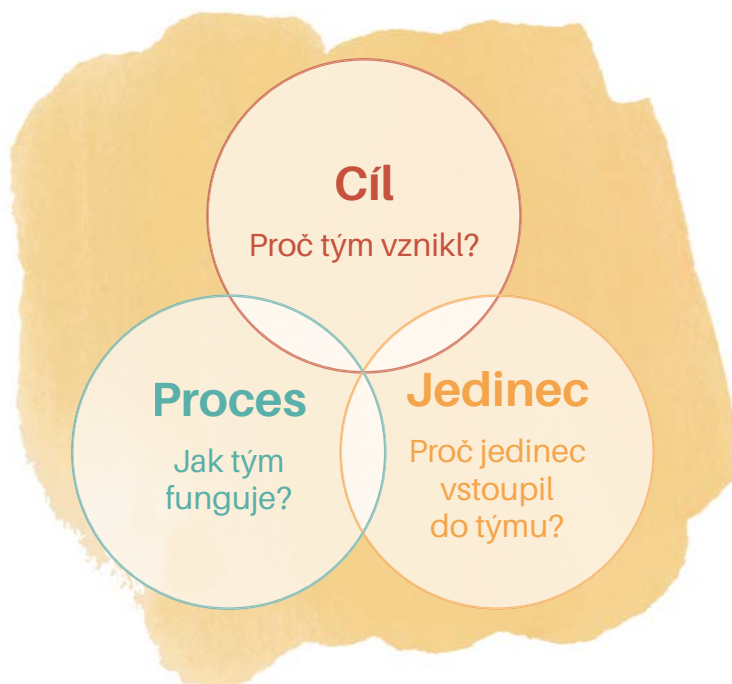 Cíl
Proč tým vznikl?
Proces
Jak tým
funguje?
Jedinec
Proč jedinec
vstoupil
do týmu?